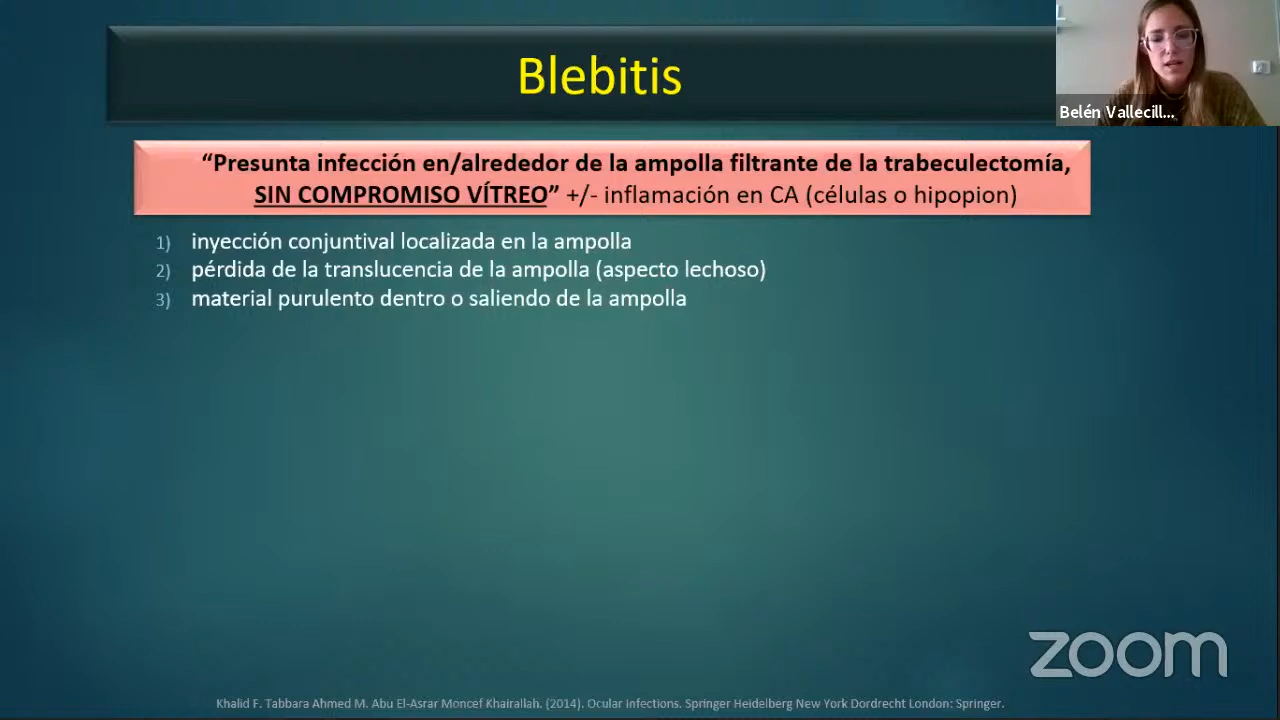 Blebitis
Belén Vallecill...
“Presunta infección en/alrededor de la ampolla filtrante de la trabeculectomía,
SIN COMPROMISO VÍTREO” +/- inflamación en CA (células o hipopion)
1) inyección conjuntival localizada en la ampolla
2) pérdida de la translucencia de la ampolla (aspecto lechoso)
3) material purulento dentro o saliendo de la ampolla
zoom
Khalid F. Tabbara Ahmed M. Abu El-Asrar Moncef Khairallah. (2014). Ocular Infections. Springer Heidelberg New York Dordrecht London: Springer.